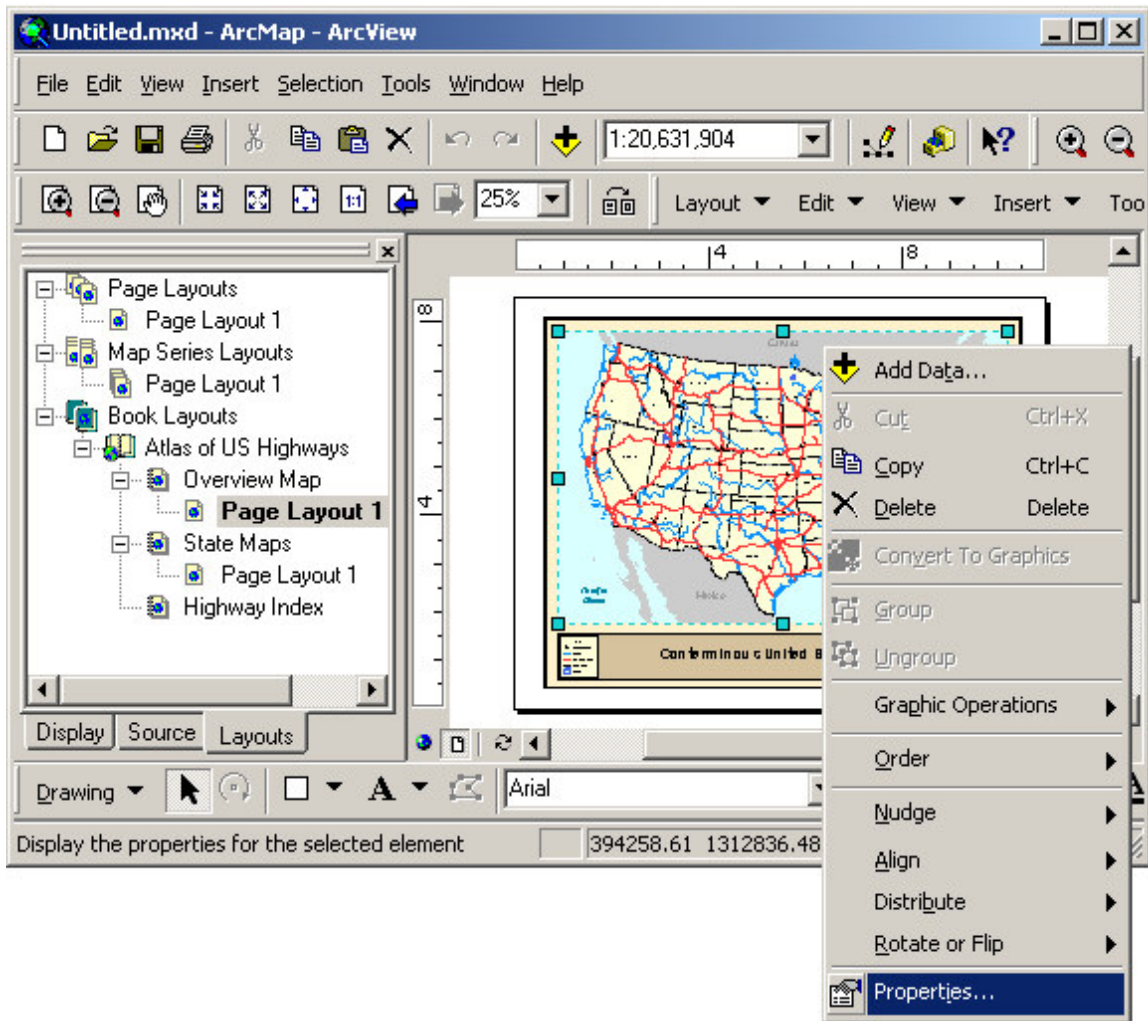 Untitled.mxd - ArcMap - ArcView
File Edit View Insert Selection Tools Window Help
1:20,631,904
25% Layout Edit View Insert Too
Page Layouts
Page Layout 1
Map Series Layouts
Page Layout 1
Book Layouts
Atlas of US Highways
Overview Map
Page Layout 1
State Maps
Page Layout 1
Highway Index
Display Source Layouts
4 8
8
4
Mexico
Conterminous United S
Add Data...
Cut Ctrl+X
Copy Ctrl+C
Delete Delete
Convert To Graphics
Group
Ungroup
Graphic Operations
Order
Nudge
Align
Distribute
Rotate or Flip
Properties...
Drawing A Arial A
Display the properties for the selected element 394258.61 1312836.48